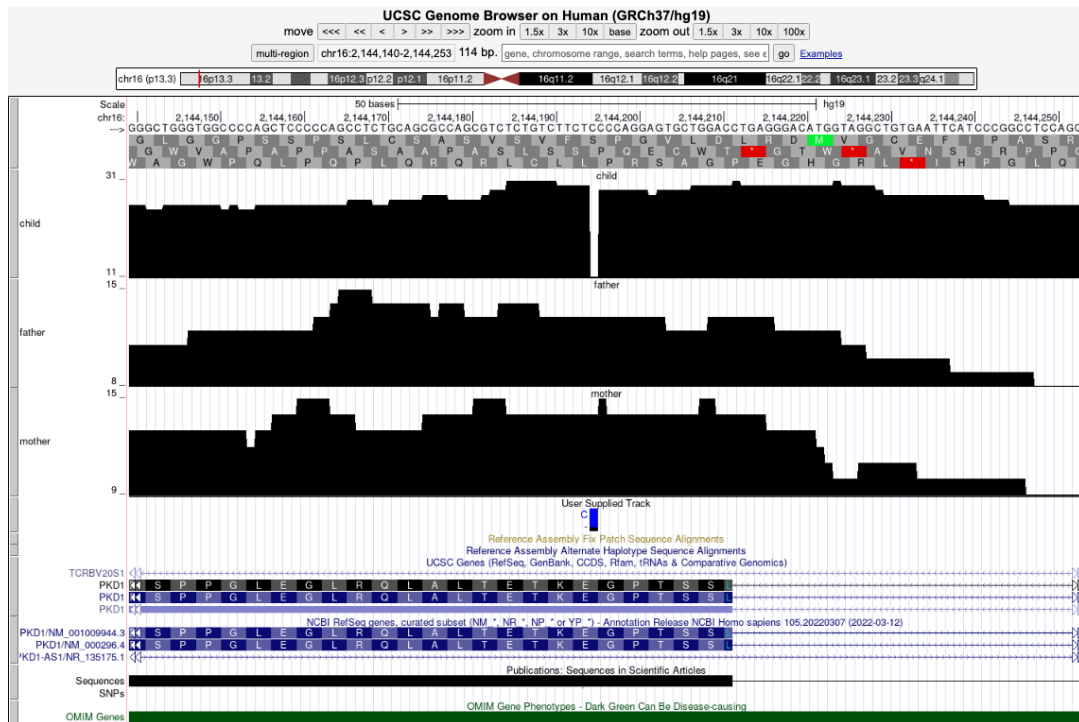 UCSC Genome Browser on Human (GRCh37/hg19)
move <<< << < > >> >>> zoom in 1.5x 3x 10x base zoom out 1.5x 3x 10x 100x
multi-region chr16:2,144,140-2,144,253 114 bp. gene, chromosome range, search terms, help pages, see e go Examples
chr16 (p13.3) 16p13.3 13.2 16p12.3 p12.2 p12.1 16p11.2 16q11.2 16q12.1 16q12.2 16q21 16q22.1 22.2 16q23.1 23.2 23.3 q24.1
Scale 50 bases hg19
chr16: 2,144,150 2,144,160 2,144,170 2,144,180 2,144,190 2,144,200 2,144,210 2,144,220 2,144,230 2,144,240 2,144,250
---> GGGCTGGGTGGCCCCAGCTCCCCCAGCCTCTGCAGCGCCAGCGTCTCTGTCTTCTCCCCAGGAGTGCTGGACCTGAGGGACATGGTAGGCTGTGAATTCATCCCGGCCTCCAGC
G L G G P S S P S L C S A S V S V F S P G V L D L R D M V G C E F I P A S R
G W V A P A P P A S A A P A S L S S P Q E C W T * G T W * A V N S S R P P
W A G W P Q L P Q P L Q R Q R L C L L P R S A G P E G H G R L * I H P G L Q
31
child
child
11
15
father
father
8
15
mother
mother
9
User Supplied Track
C
-
Reference Assembly Fix Patch Sequence Alignments
Reference Assembly Alternate Haplotype Sequence Alignments
UCSC Genes (RefSeq, GenBank, CCDS, Rfam, tRNAs & Comparative Genomics)
TCRBV20S1
PKD1 S P P G L E G L R Q L A L T E T K E G P T S S L
PKD1 S P P G L E G L R Q L A L T E T K E G P T S S L
PKD1
NCBI RefSeq genes, curated subset (NM_*, NR_*, NP_* or YP_*) - Annotation Release NCBI Homo sapiens 105.20220307 (2022-03-12)
PKD1/NM_001009944.3 S P P G L E G L R Q L A L T E T K E G P T S S L
PKD1/NM_000296.4 S P P G L E G L R Q L A L T E T K E G P T S S L
'KD1-AS1/NR_135175.1
Publications: Sequences in Scientific Articles
Sequences
SNPs
OMIM Gene Phenotypes - Dark Green Can Be Disease-causing
OMIM Genes